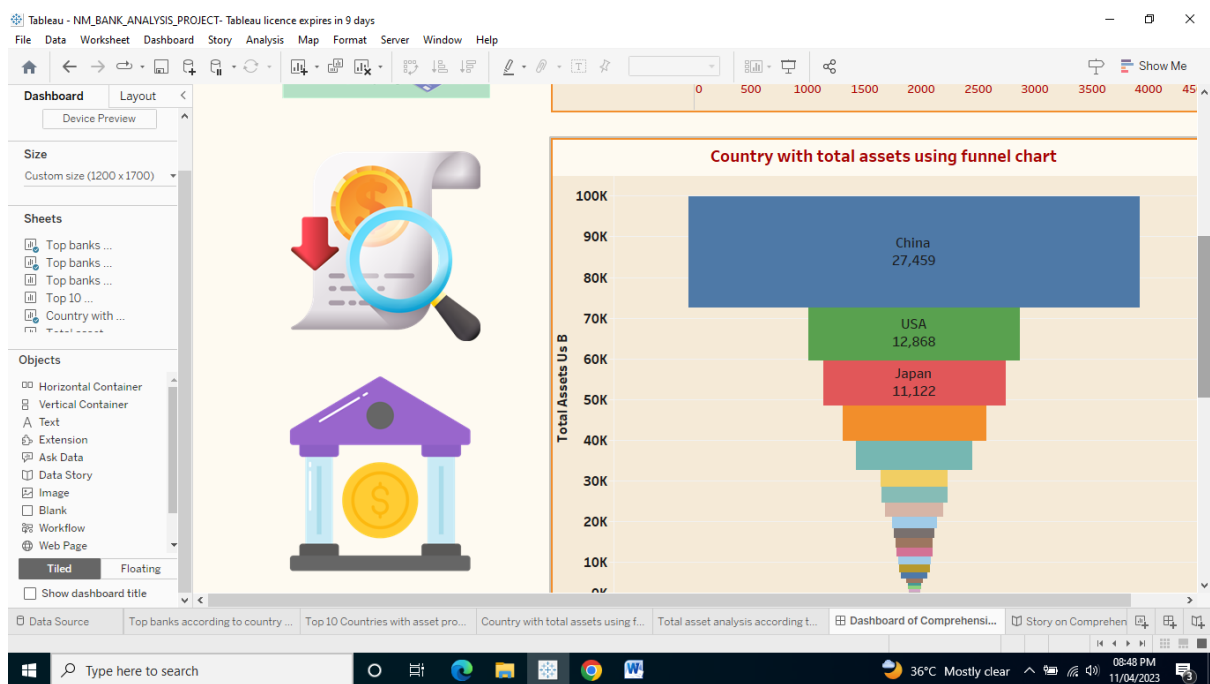 Tableau - NM_BANK_ANALYSIS_PROJECT- Tableau licence expires in 9 days
File Data Worksheet Dashboard Story Analysis Map Format Server Window Help
Show Me
Dashboard Layout
Device Preview
Size
Custom size (1200 x 1700)
Sheets
Top banks ...
Top banks ...
Top banks ...
Top 10 ...
Country with ...
Total asset
Objects
Horizontal Container
Vertical Container
A Text
Extension
Ask Data
Data Story
Image
Blank
Workflow
Web Page
Tiled Floating
Show dashboard title
0 500 1000 1500 2000 2500 3000 3500 4000 45
Country with total assets using funnel chart
Total Assets Us B
100K
90K
80K
70K
60K
50K
40K
30K
20K
10K
0K
China
27,459
USA
12,868
Japan
11,122
Data Source Top banks according to country ... Top 10 Countries with asset pro... Country with total assets using f... Total asset analysis according t... Dashboard of Comprehensi... Story on Comprehen
Type here to search
W
36°C Mostly clear
08:48 PM
11/04/2023
3